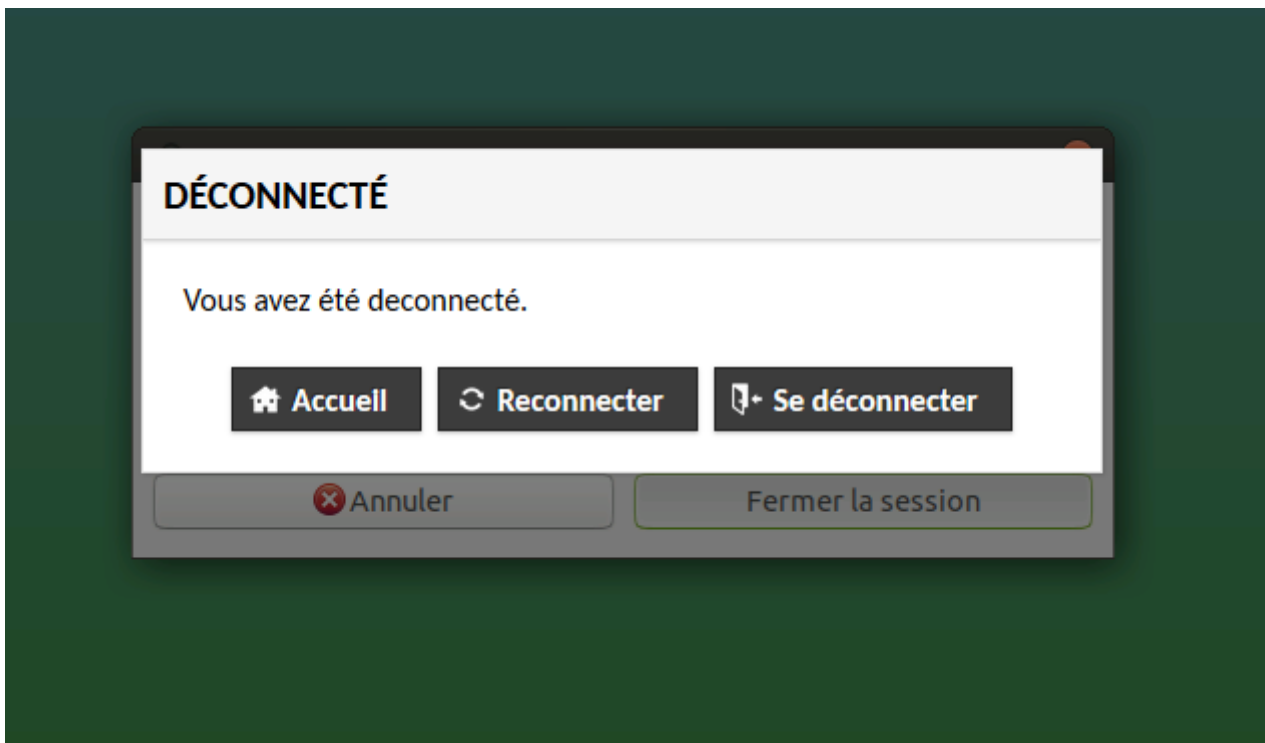 DÉCONNECTÉ
Vous avez été deconnecté.
Accueil Reconnecter Se déconnecter
Annuler Fermer la session